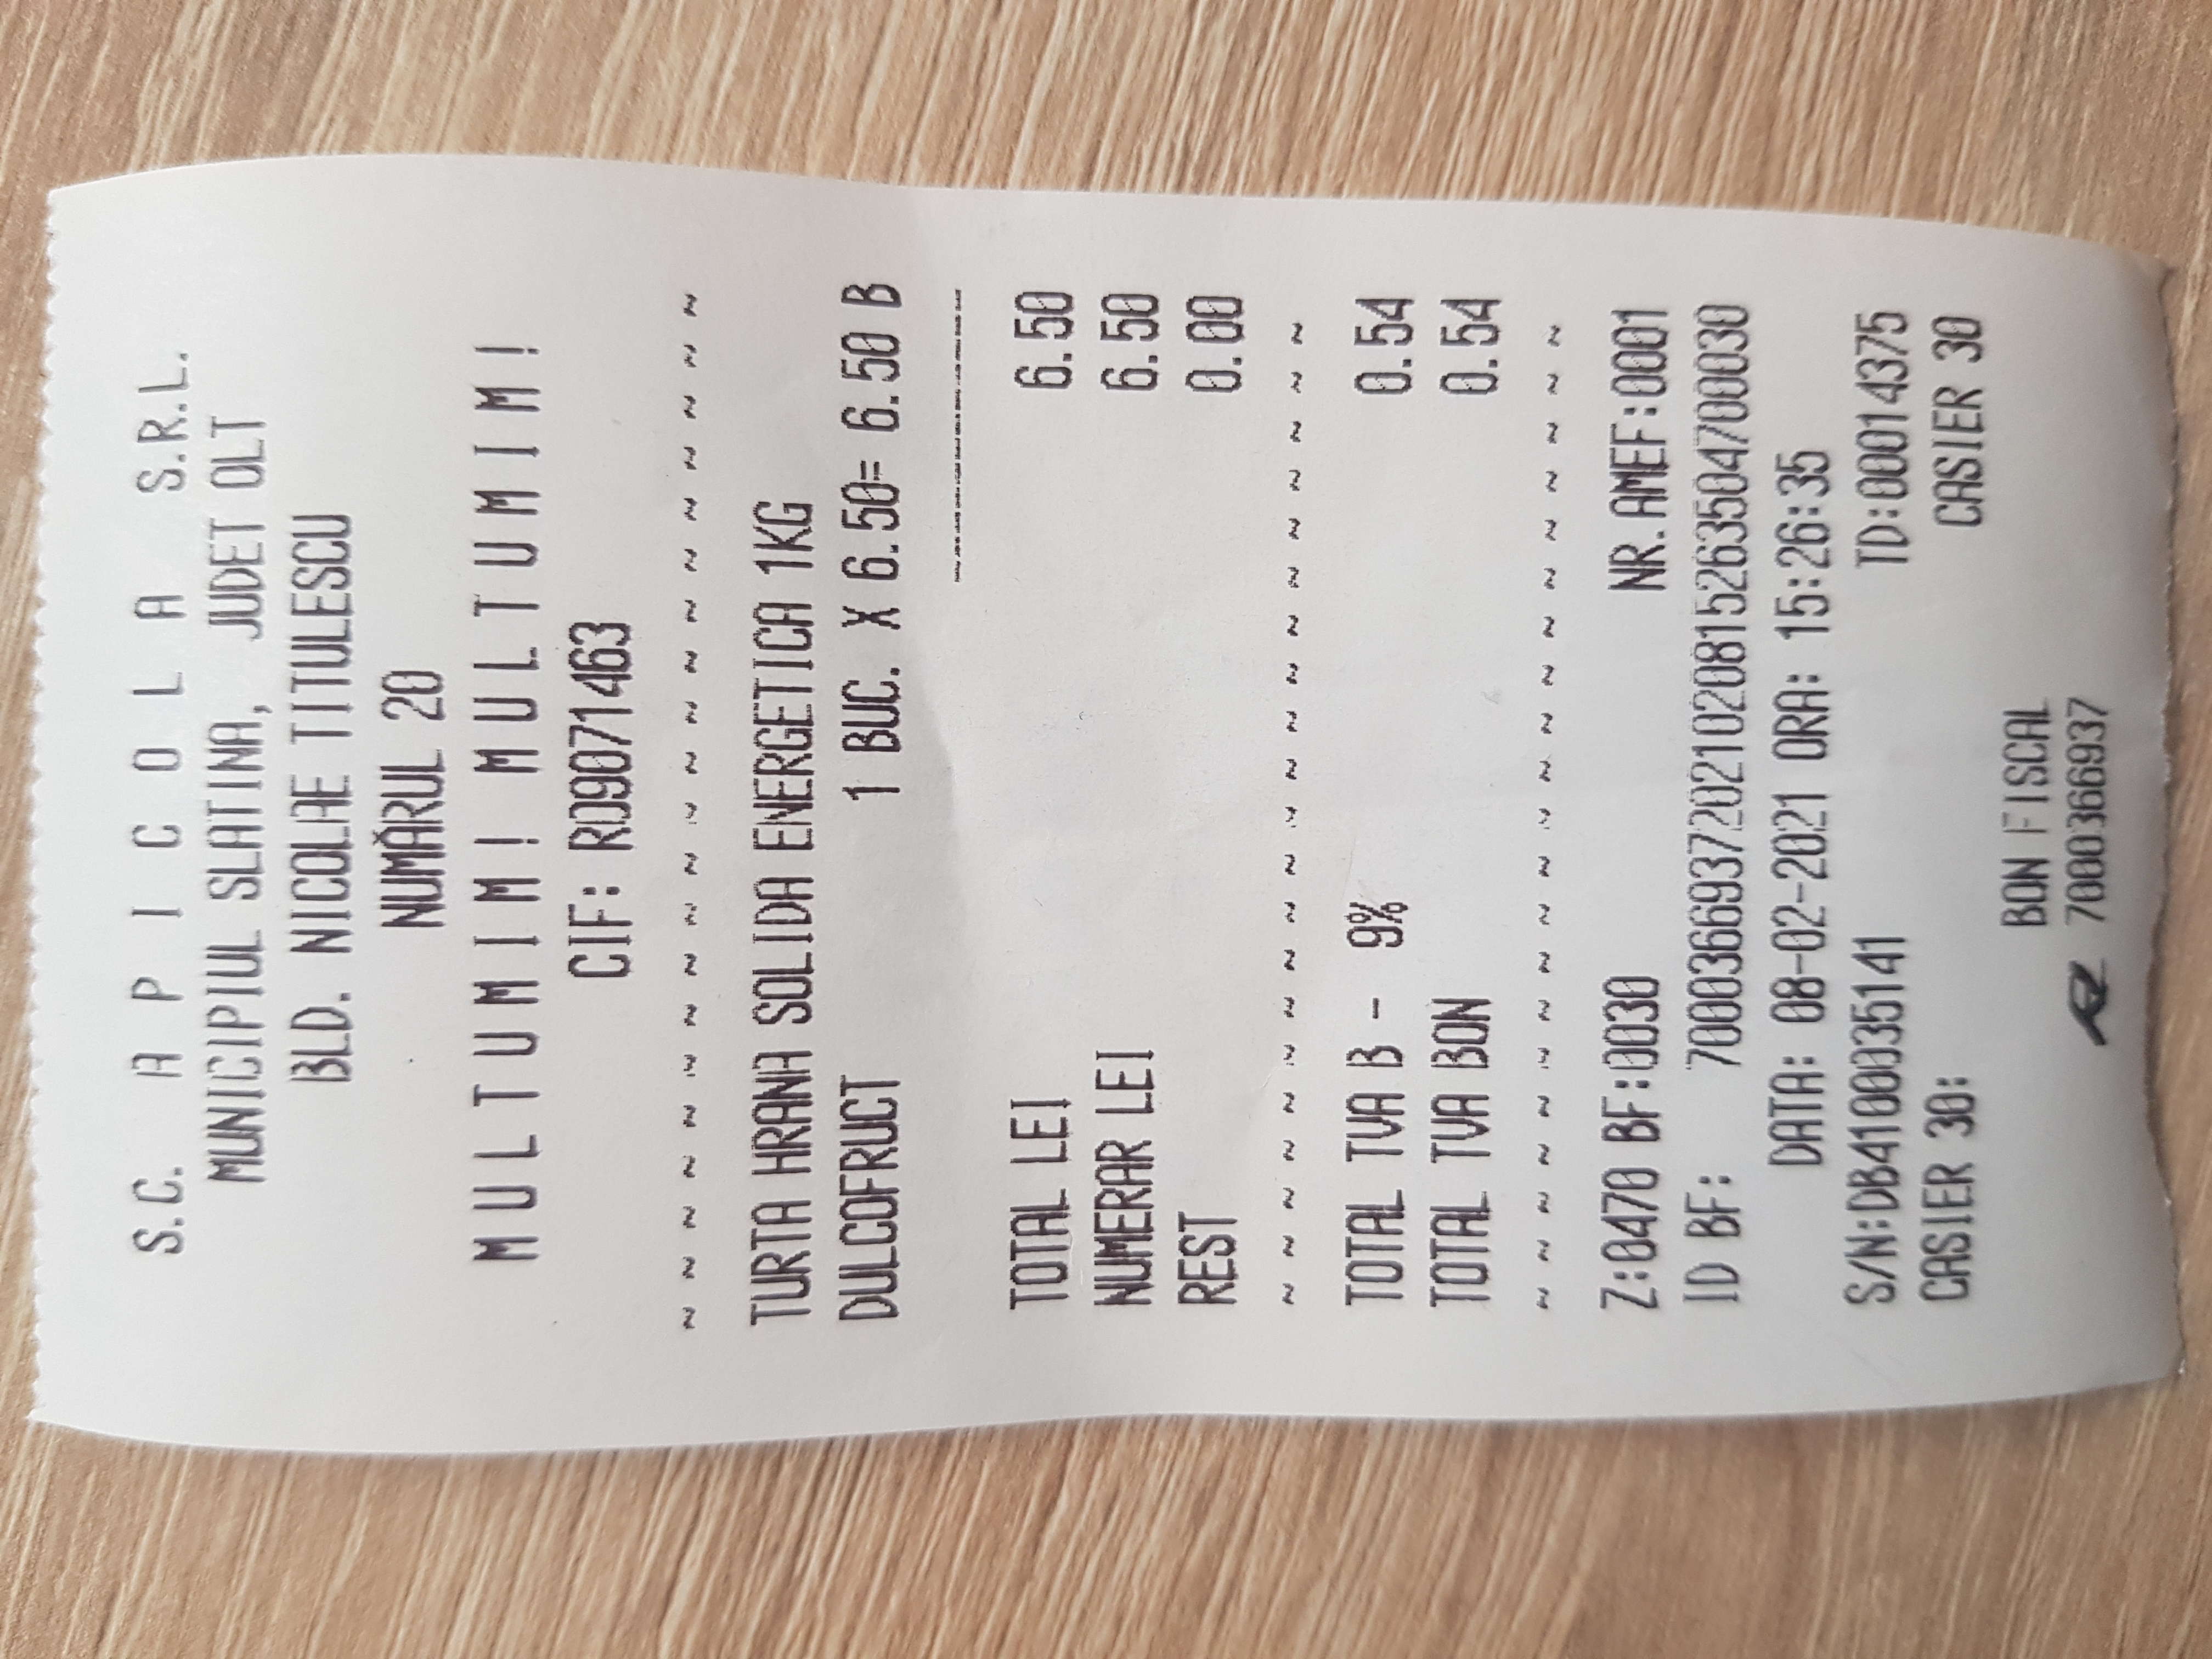 S.C. A P I C O L A S.R.L.
MUNICIPIUL SLATINA, JUDET OLT
BLD. NICOLAE TITULESCU
NUMĂRUL 20
M U L T U M I M ! M U L T U M I M !
CIF: RO9071463
~ ~ ~ ~ ~ ~ ~ ~ ~ ~ ~ ~ ~ ~ ~ ~ ~ ~ ~ ~ ~
TURTA HRANA SOLIDA ENERGETICA 1KG
DULCOFRUCT 1 BUC. X 6.50= 6.50 B
------------
TOTAL LEI 6.50
NUMERAR LEI 6.50
REST 0.00
~ ~ ~ ~ ~ ~ ~ ~ ~ ~ ~ ~ ~ ~ ~ ~ ~ ~ ~ ~ ~
TOTAL TVA B - 9% 0.54
TOTAL TVA BON 0.54
~ ~ ~ ~ ~ ~ ~ ~ ~ ~ ~ ~ ~ ~ ~ ~ ~ ~ ~ ~ ~
Z:0470 BF:0030 NR.AMEF:0001
ID BF: 70003669372021020815263504700030
DATA: 08-02-2021 ORA: 15:26:35
S/N:DB4100035141 TD:00014375
CASIER 30: CASIER 30
BON FISCAL
7000366937